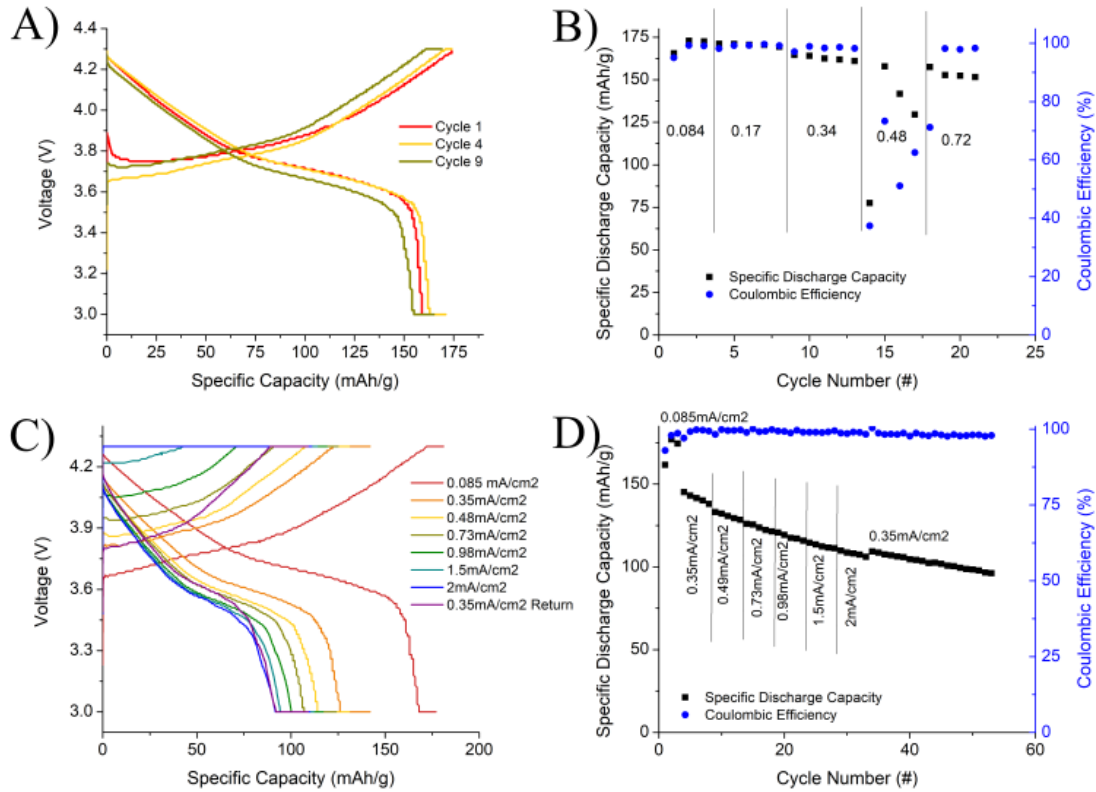 A)
4.4
4.2
4.0
3.8
3.6
3.4
3.2
3.0
Voltage (V)
0
25
50
75
100
125
150
175
Specific Capacity (mAh/g)
Cycle 1
Cycle 4
Cycle 9
B)
175
150
125
100
175
50
25
0
Specific Discharge Capacity (mAh/g)
0.084
0.17
0.34
0.48
0.72
Specific Discharge Capacity
Coulombic Efficiency
0
5
10
15
20
25
Cycle Number (#)
100
80
60
40
20
0
Coulombic Efficiency (%)
C)
4.2
3.9
3.6
3.3
3.0
Voltage (V)
0
50
100
150
200
Specific Capacity (mAh/g)
0.085 mA/cm2
0.35mA/cm2
0.48mA/cm2
0.73mA/cm2
0.98mA/cm2
1.5mA/cm2
2mA/cm2
0.35mA/cm2 Return
D)
0.085mA/cm2
150
100
50
0
Specific Discharge Capacity (mAh/g)
0.35mA/cm2
0.49mA/cm2
0.73mA/cm2
0.98mA/cm2
1.5mA/cm2
2mA/cm2
0.35mA/cm2
Specific Discharge Capacity
Coulombic Efficiency
0
20
40
60
Cycle Number (#)
100
75
50
25
0
Coulombic Efficiency (%)